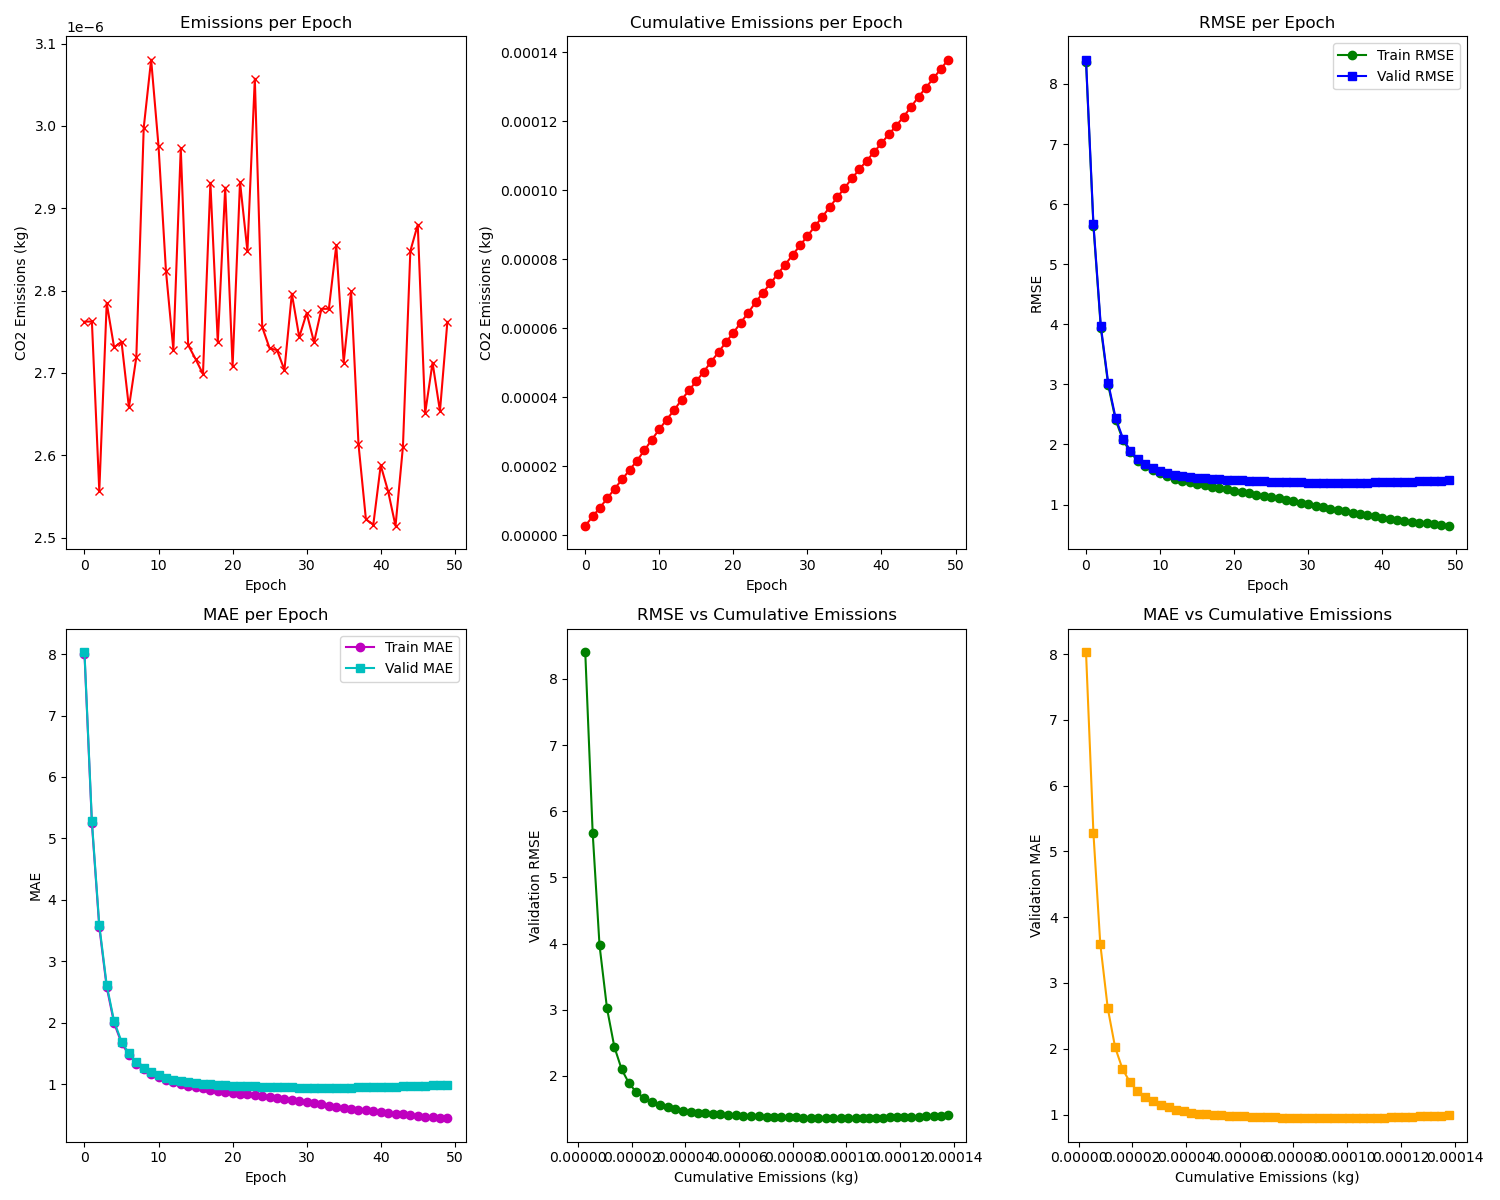 Emissions per Epoch
1e−6
3.1
3.0
2.9
2.8
2.7
2.6
2.5
CO2 Emissions (kg)
0 10 20 30 40 50
Epoch
Cumulative Emissions per Epoch
0.00014
0.00012
0.00010
0.00008
0.00006
0.00004
0.00002
0.00000
CO2 Emissions (kg)
0 10 20 30 40 50
Epoch
RMSE per Epoch
Train RMSE
Valid RMSE
8
7
6
5
4
3
2
1
RMSE
0 10 20 30 40 50
Epoch
MAE per Epoch
Train MAE
Valid MAE
8
7
6
5
4
3
2
1
MAE
0 10 20 30 40 50
Epoch
RMSE vs Cumulative Emissions
8
7
6
5
4
3
2
Validation RMSE
0.00000 0.00002 0.00004 0.00006 0.00008 0.00010 0.00012 0.00014
Cumulative Emissions (kg)
MAE vs Cumulative Emissions
8
7
6
5
4
3
2
1
Validation MAE
0.00000 0.00002 0.00004 0.00006 0.00008 0.00010 0.00012 0.00014
Cumulative Emissions (kg)